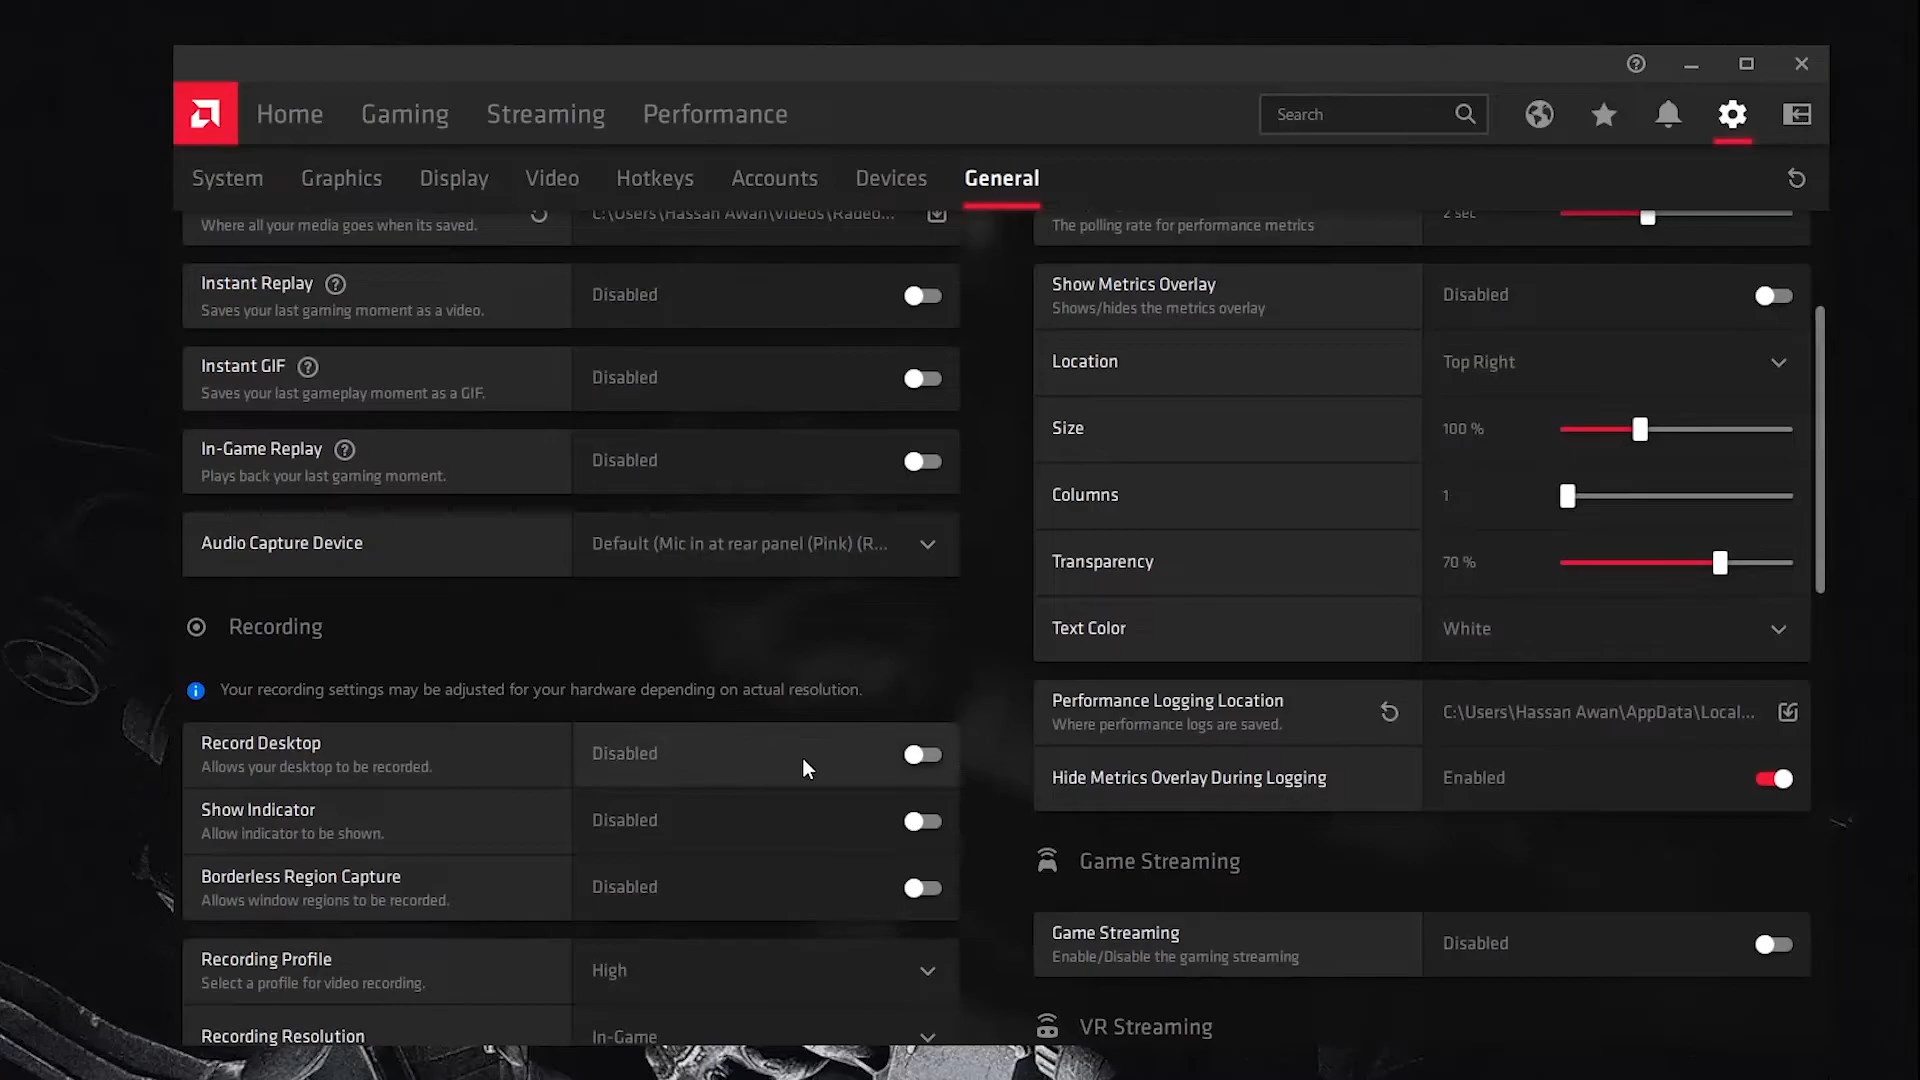 Home Gaming Streaming Performance
Search
System Graphics Display Video Hotkeys Accounts Devices General
Where all your media goes when its saved.
C:\Users\Hassan Awan\Videos\Radeo...
Instant Replay
Saves your last gaming moment as a video.
Disabled
Instant GIF
Saves your last gameplay moment as a GIF.
Disabled
In-Game Replay
Plays back your last gaming moment.
Disabled
Audio Capture Device
Default (Mic in at rear panel (Pink) (R...
Recording
Your recording settings may be adjusted for your hardware depending on actual resolution.
Record Desktop
Allows your desktop to be recorded.
Disabled
Show Indicator
Allow indicator to be shown.
Disabled
Borderless Region Capture
Allows window regions to be recorded.
Disabled
Recording Profile
Select a profile for video recording.
High
Recording Resolution
In-Game
The polling rate for performance metrics
2 sec
Show Metrics Overlay
Shows/hides the metrics overlay
Disabled
Location
Top Right
Size
100 %
Columns
1
Transparency
70 %
Text Color
White
Performance Logging Location
Where performance logs are saved.
C:\Users\Hassan Awan\AppData\Local...
Hide Metrics Overlay During Logging
Enabled
Game Streaming
Game Streaming
Enable/Disable the gaming streaming
Disabled
VR Streaming